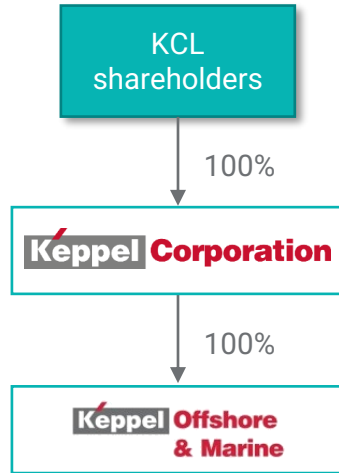 KCL
shareholders
100%
Keppel Corporation
100%
Keppel Offshore
& Marine